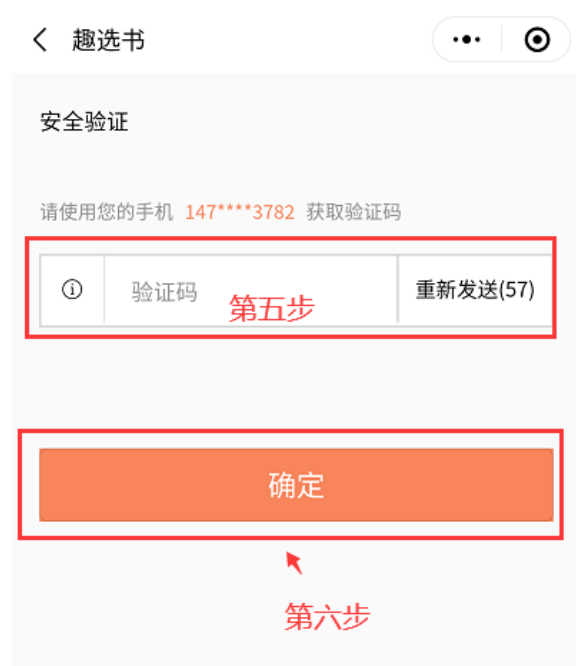 趣选书
安全验证
请使用您的手机 147****3782 获取验证码
验证码 第五步 重新发送(57)
确定
第六步